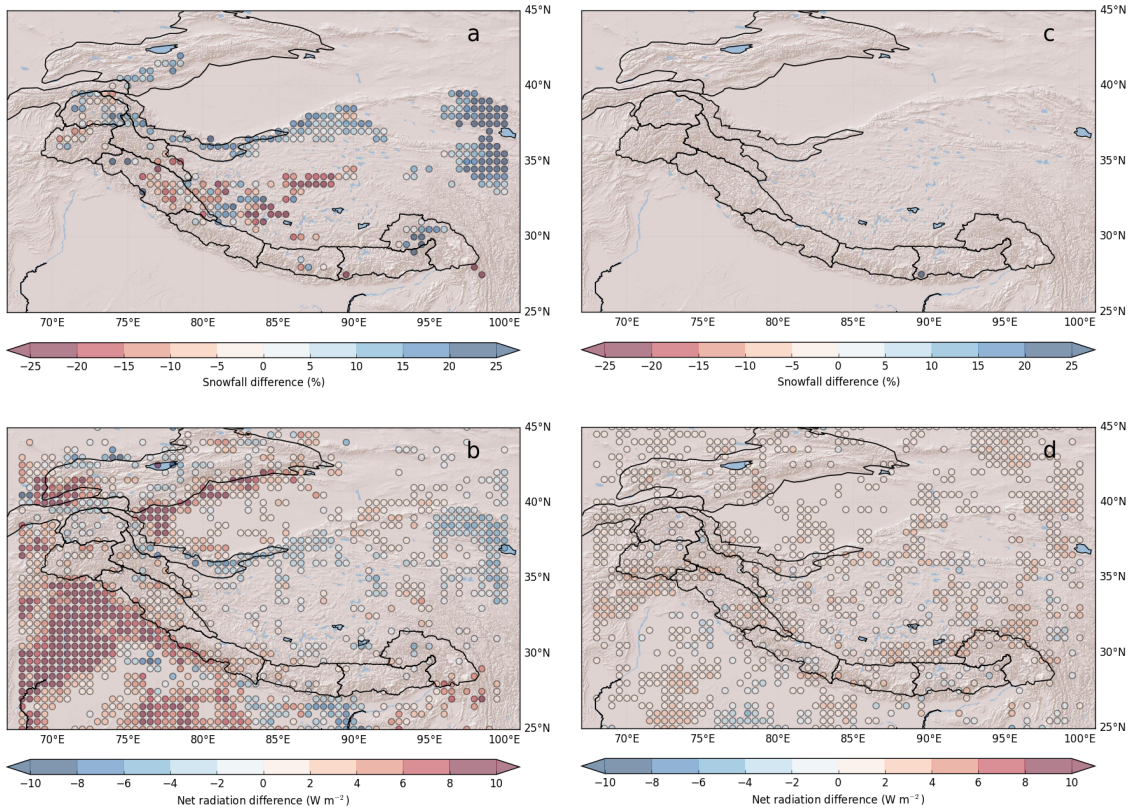 a
45°N
40°N
35°N
30°N
25°N
70°E 75°E 80°E 85°E 90°E 95°E 100°E
−25 −20 −15 −10 −5 0 5 10 15 20 25
Snowfall difference (%)
c
45°N
40°N
35°N
30°N
25°N
70°E 75°E 80°E 85°E 90°E 95°E 100°E
−25 −20 −15 −10 −5 0 5 10 15 20 25
Snowfall difference (%)
b
45°N
40°N
35°N
30°N
25°N
70°E 75°E 80°E 85°E 90°E 95°E 100°E
−10 −8 −6 −4 −2 0 2 4 6 8 10
Net radiation difference (W m⁻²)
d
45°N
40°N
35°N
30°N
25°N
70°E 75°E 80°E 85°E 90°E 95°E 100°E
−10 −8 −6 −4 −2 0 2 4 6 8 10
Net radiation difference (W m⁻²)